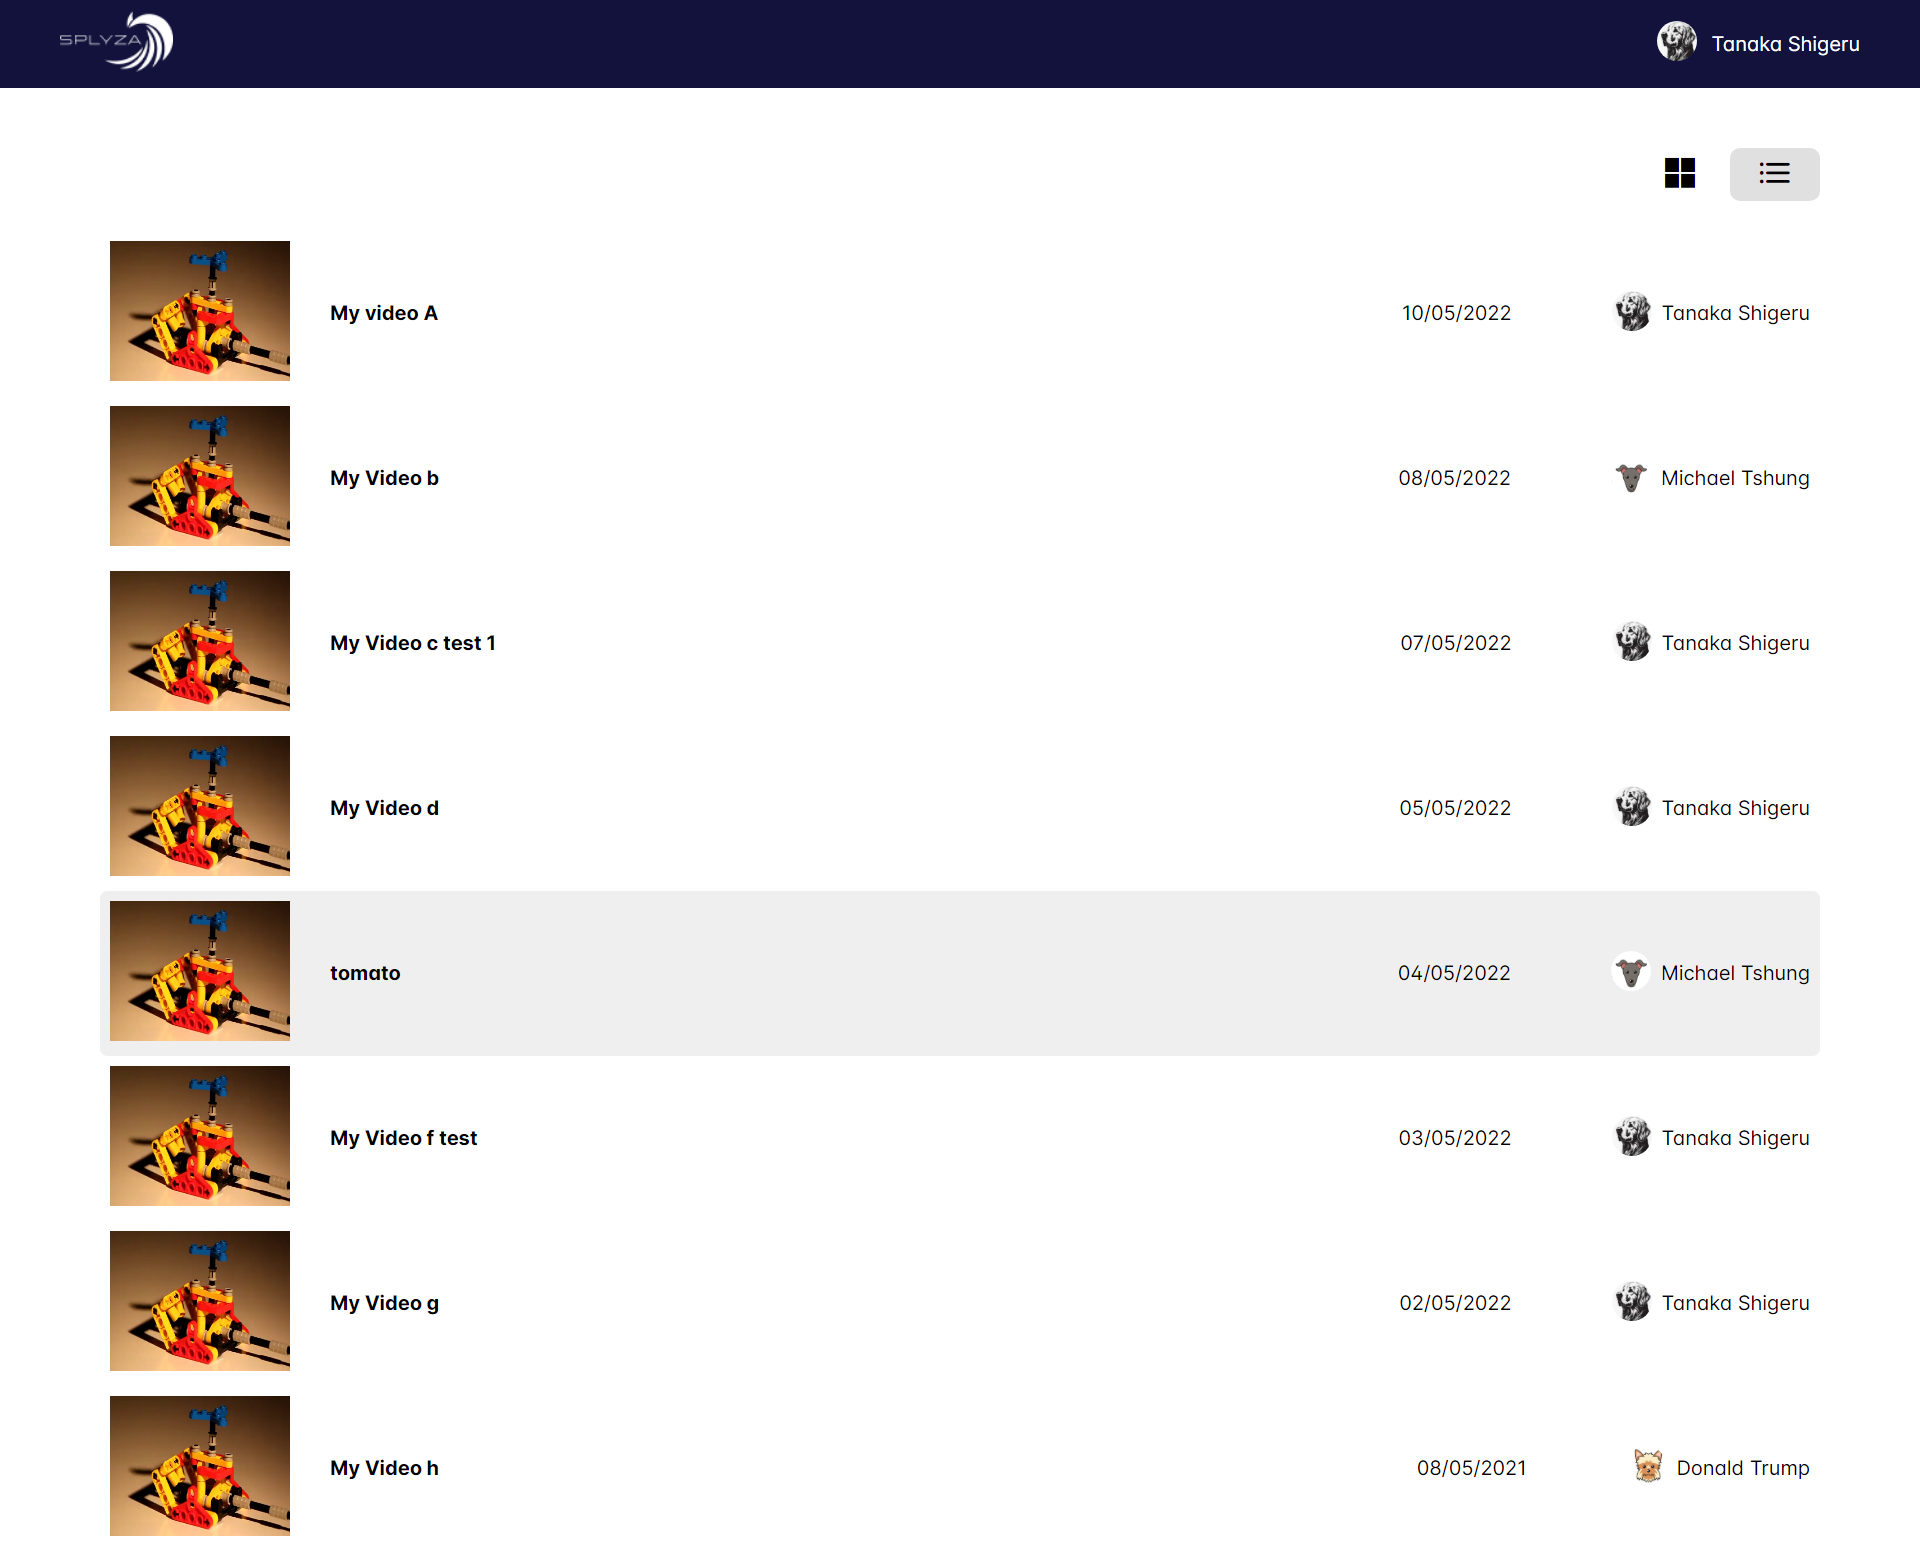 SPLYZA
Tanaka Shigeru
My video A 10/05/2022 Tanaka Shigeru
My Video b 08/05/2022 Michael Tshung
My Video c test 1 07/05/2022 Tanaka Shigeru
My Video d 05/05/2022 Tanaka Shigeru
tomato 04/05/2022 Michael Tshung
My Video f test 03/05/2022 Tanaka Shigeru
My Video g 02/05/2022 Tanaka Shigeru
My Video h 08/05/2021 Donald Trump